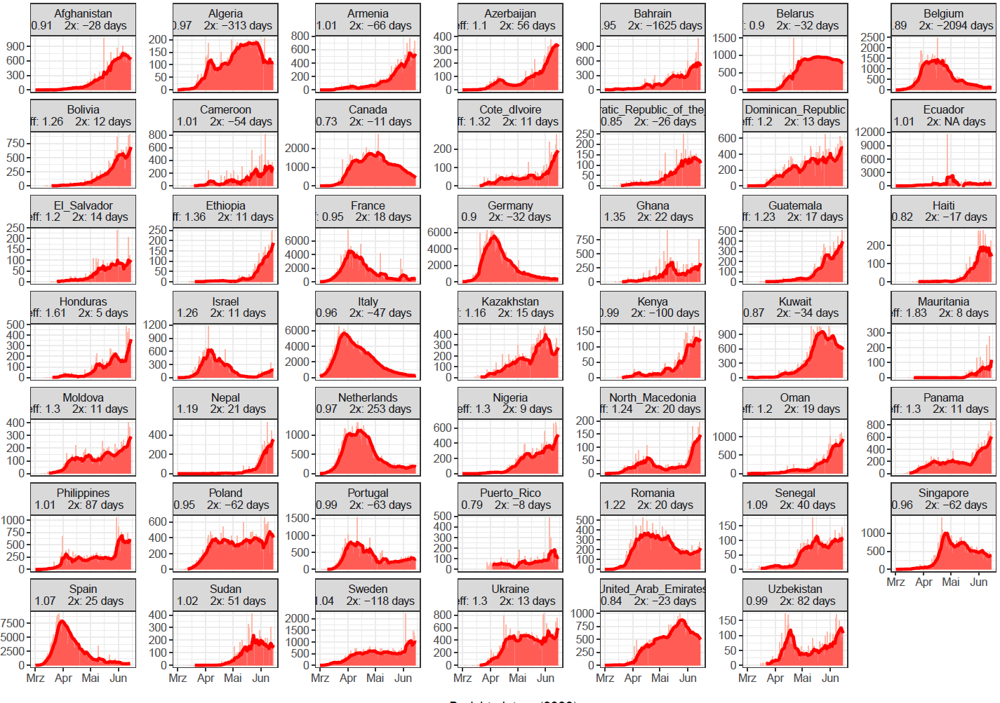 Afghanistan
0.91 2x: −28 days
900
600
300
0
Algeria
0.97 2x: −313 days
200
150
100
50
0
Armenia
1.01 2x: −66 days
800
600
400
200
0
Azerbaijan
eff: 1.1 2x: 56 days
400
300
200
100
0
Bahrain
.95 2x: −1625 days
900
600
300
0
Belarus
: 0.9 2x: −32 days
1500
1000
500
0
Belgium
.89 2x: −2094 days
2500
2000
1500
1000
500
0
Bolivia
ff: 1.26 2x: 12 days
750
500
250
0
Cameroon
1.01 2x: −54 days
800
600
400
200
0
Canada
0.73 2x: −11 days
2000
1000
0
Cote_dIvoire
eff: 1.32 2x: 11 days
200
100
0
ratic_Republic_of_the_
0.85 2x: −26 days
250
200
150
100
50
0
Dominican_Republic
eff: 1.2 2x: 13 days
600
400
200
0
Ecuador
1.01 2x: NA days
12000
9000
6000
3000
0
El_Salvador
eff: 1.2 2x: 14 days
250
200
150
100
50
0
Ethiopia
ff: 1.36 2x: 11 days
250
200
150
100
50
0
France
: 0.95 2x: 18 days
6000
4000
2000
0
Germany
0.9 2x: −32 days
6000
4000
2000
0
Ghana
1.35 2x: 22 days
750
500
250
0
Guatemala
ff: 1.23 2x: 17 days
500
400
300
200
100
0
Haiti
0.82 2x: −17 days
200
100
0
Honduras
eff: 1.61 2x: 5 days
500
400
300
200
100
0
Israel
1.26 2x: 11 days
1200
900
600
300
0
Italy
0.96 2x: −47 days
6000
4000
2000
0
Kazakhstan
: 1.16 2x: 15 days
400
300
200
100
0
Kenya
0.99 2x: −100 days
150
100
50
0
Kuwait
0.87 2x: −34 days
900
600
300
0
Mauritania
eff: 1.83 2x: 8 days
300
200
100
0
Moldova
eff: 1.3 2x: 11 days
400
300
200
100
0
Nepal
1.19 2x: 21 days
400
200
0
Netherlands
0.97 2x: 253 days
1000
500
0
Nigeria
eff: 1.3 2x: 9 days
600
400
200
0
North_Macedonia
ff: 1.24 2x: 20 days
200
150
100
50
0
Oman
eff: 1.2 2x: 19 days
1000
500
0
Panama
eff: 1.3 2x: 11 days
800
600
400
200
0
Philippines
1.01 2x: 87 days
1000
750
500
250
0
Poland
0.95 2x: −62 days
600
400
200
0
Portugal
0.99 2x: −63 days
1500
1000
500
0
Puerto_Rico
0.79 2x: −8 days
500
400
300
200
100
0
Romania
1.22 2x: 20 days
500
400
300
200
100
0
Senegal
1.09 2x: 40 days
150
100
50
0
Singapore
0.96 2x: −62 days
1000
500
0
Mrz Apr Mai Jun
Spain
1.07 2x: 25 days
7500
5000
2500
0
Mrz Apr Mai Jun
Sudan
1.02 2x: 51 days
400
300
200
100
0
Mrz Apr Mai Jun
Sweden
1.04 2x: −118 days
2000
1500
1000
500
0
Mrz Apr Mai Jun
Ukraine
eff: 1.3 2x: 13 days
800
600
400
200
0
Mrz Apr Mai Jun
United_Arab_Emirates
0.84 2x: −23 days
1000
750
500
250
0
Mrz Apr Mai Jun
Uzbekistan
0.99 2x: 82 days
150
100
50
0
Mrz Apr Mai Jun